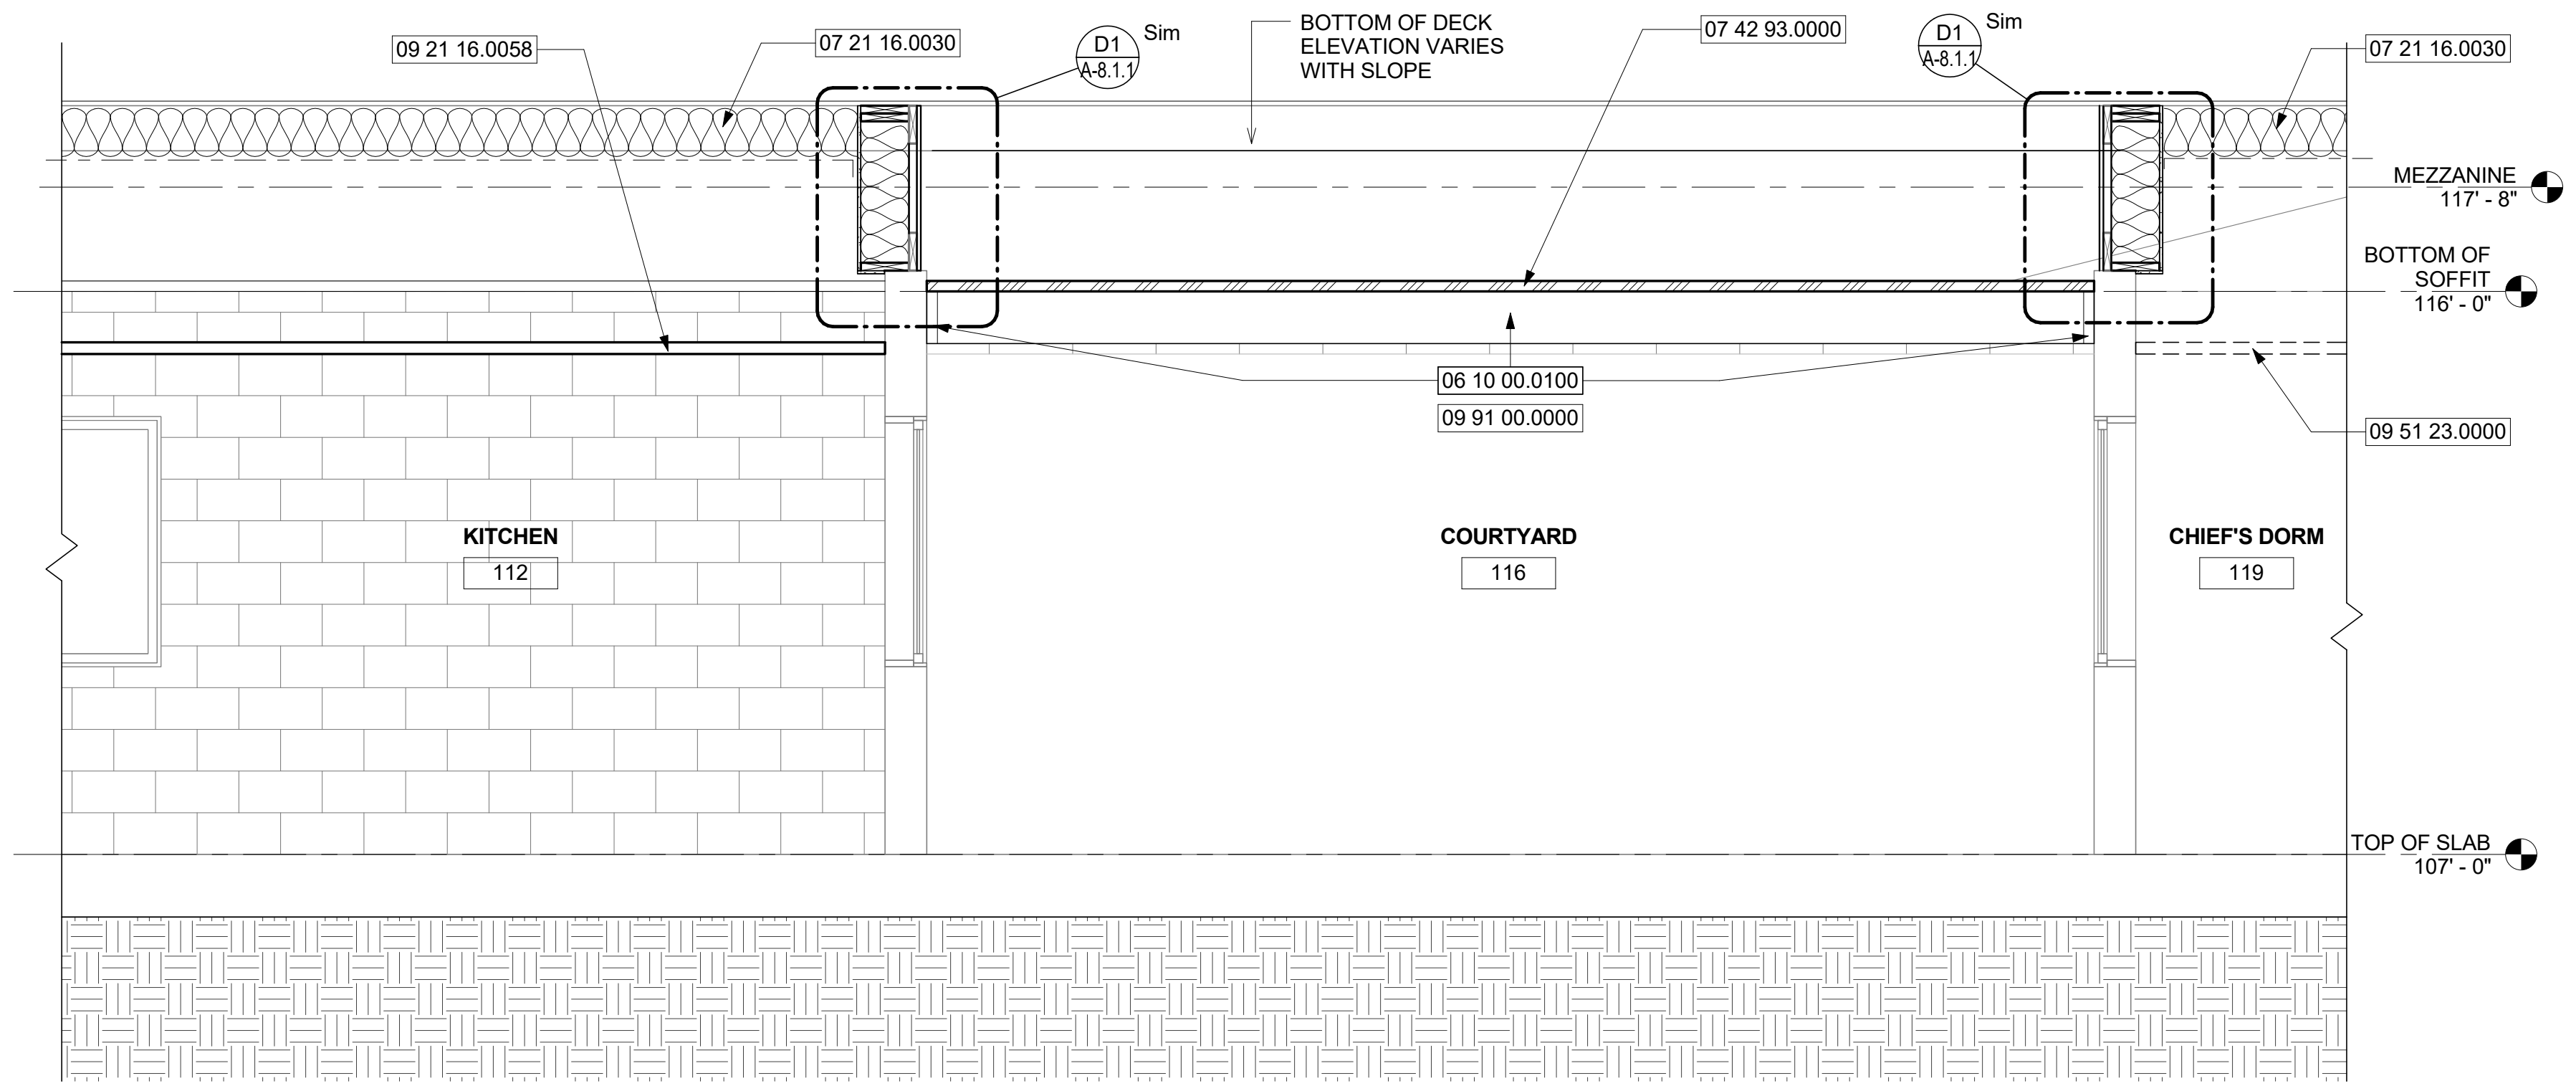 09 21 16.0058
07 21 16.0030
D1
A-8.1.1
Sim
BOTTOM OF DECK
ELEVATION VARIES
WITH SLOPE
07 42 93.0000
D1
A-8.1.1
Sim
07 21 16.0030
MEZZANINE
117' - 8"
BOTTOM OF
SOFFIT
116' - 0"
06 10 00.0100
09 91 00.0000
09 51 23.0000
KITCHEN
112
COURTYARD
116
CHIEF'S DORM
119
TOP OF SLAB
107' - 0"